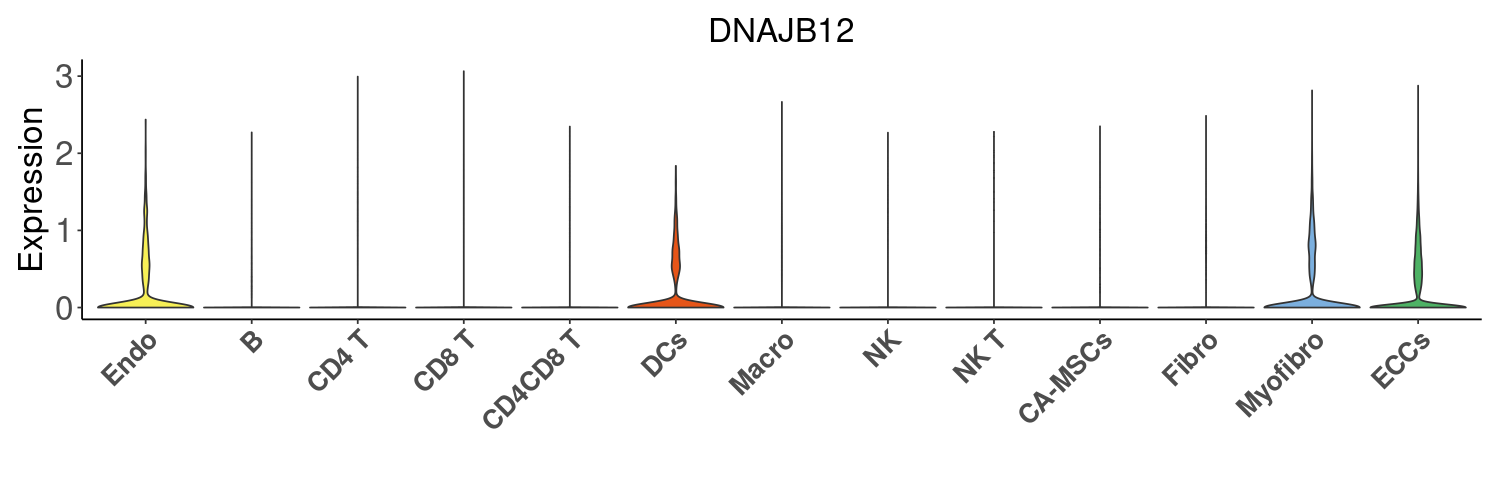 DNAJB12
Expression
3
2
1
0
Endo
B
CD4 T
CD8 T
CD4CD8 T
DCs
Macro
NK
NK T
CA-MSCs
Fibro
Myofibro
ECCs